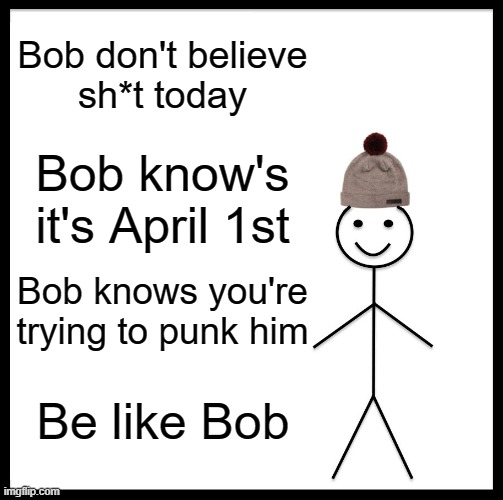 Bob don't believe
sh*t today
Bob know's
it's April 1st
Bob knows you're
trying to punk him
Be like Bob
imgflip.com